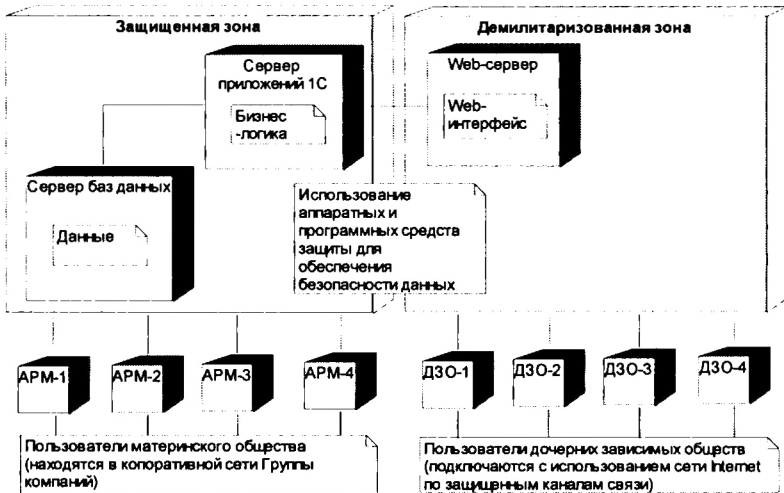 Защищенная зона
Демилитаризованная зона
Сервер
приложений 1С
Бизнес
-логика
Web-сервер
Web-
интерфейс
Сервер баз данных
Данные
Использование
аппаратных и
программных средств
защиты для
обеспечения
безопасности данных
АРМ-1
АРМ-2
АРМ-3
АРМ-4
ДЗО-1
ДЗО-2
ДЗО-3
ДЗО-4
Пользователи материнского общества
(находятся в копоративной сети Группы
компаний)
Пользователи дочерних зависимых обществ
(подключаются с использованием сети Internet
по защищенным каналам связи)